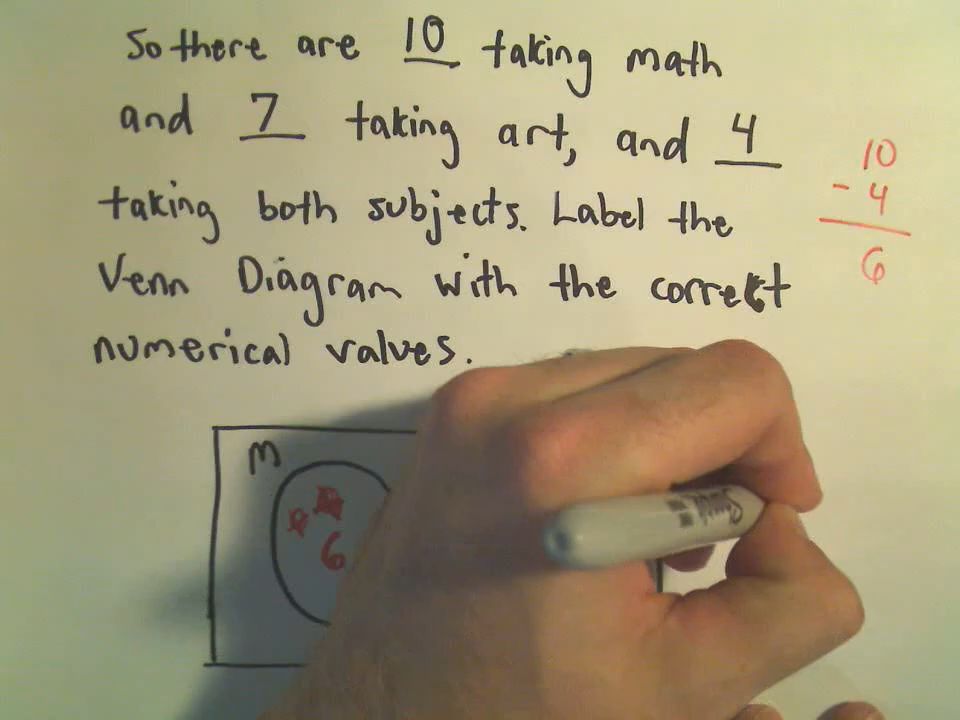 So there are 10 taking math
and 7 taking art, and 4
taking both subjects. Label the
Venn Diagram with the correct
numerical values.
10
- 4
6
M
6